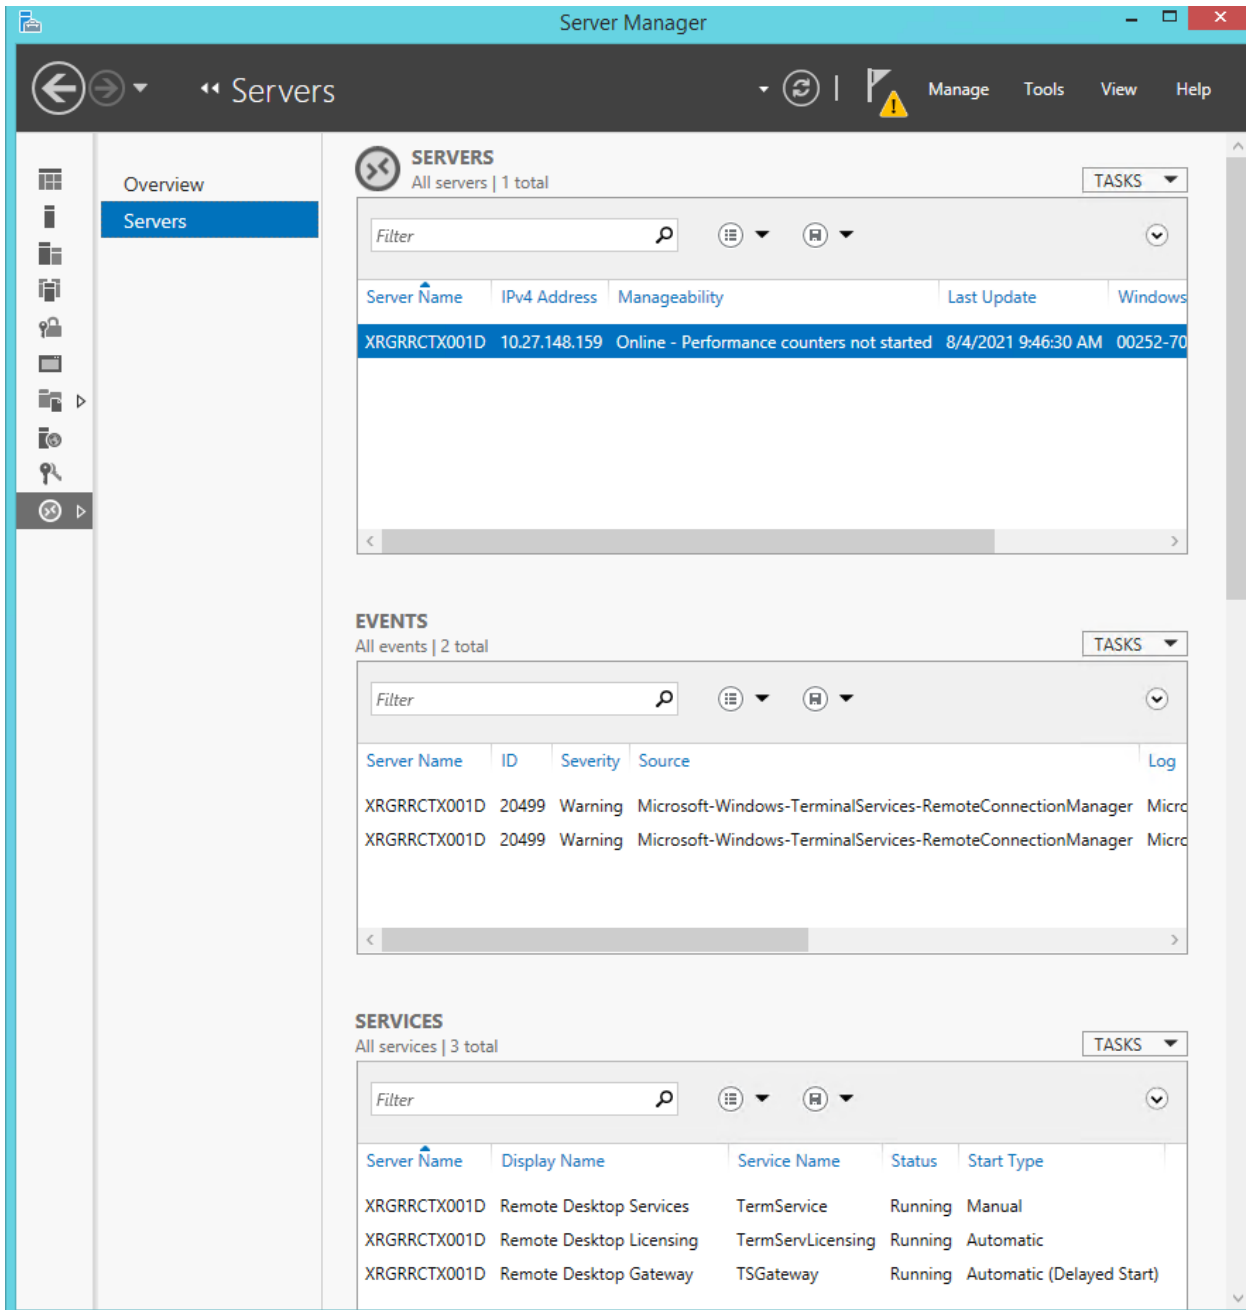 Server Manager
Servers
Manage Tools View Help
Overview
Servers
SERVERS
All servers | 1 total
TASKS
Filter
Server Name IPv4 Address Manageability Last Update Windows
XRGRRCTX001D 10.27.148.159 Online - Performance counters not started 8/4/2021 9:46:30 AM 00252-70
EVENTS
All events | 2 total
TASKS
Filter
Server Name ID Severity Source Log
XRGRRCTX001D 20499 Warning Microsoft-Windows-TerminalServices-RemoteConnectionManager Micro
XRGRRCTX001D 20499 Warning Microsoft-Windows-TerminalServices-RemoteConnectionManager Micro
SERVICES
All services | 3 total
TASKS
Filter
Server Name Display Name Service Name Status Start Type
XRGRRCTX001D Remote Desktop Services TermService Running Manual
XRGRRCTX001D Remote Desktop Licensing TermServLicensing Running Automatic
XRGRRCTX001D Remote Desktop Gateway TSGateway Running Automatic (Delayed Start)